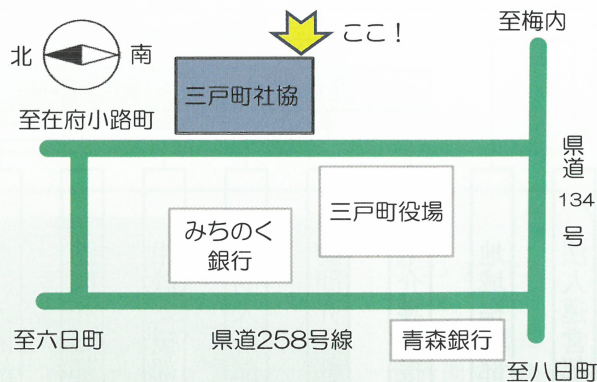 至梅内
ここ！
北
南
三戸町社協
至在府小路町
県道
134
号
三戸町役場
みちのく
銀行
至六日町
県道258号線
青森銀行
至八日町